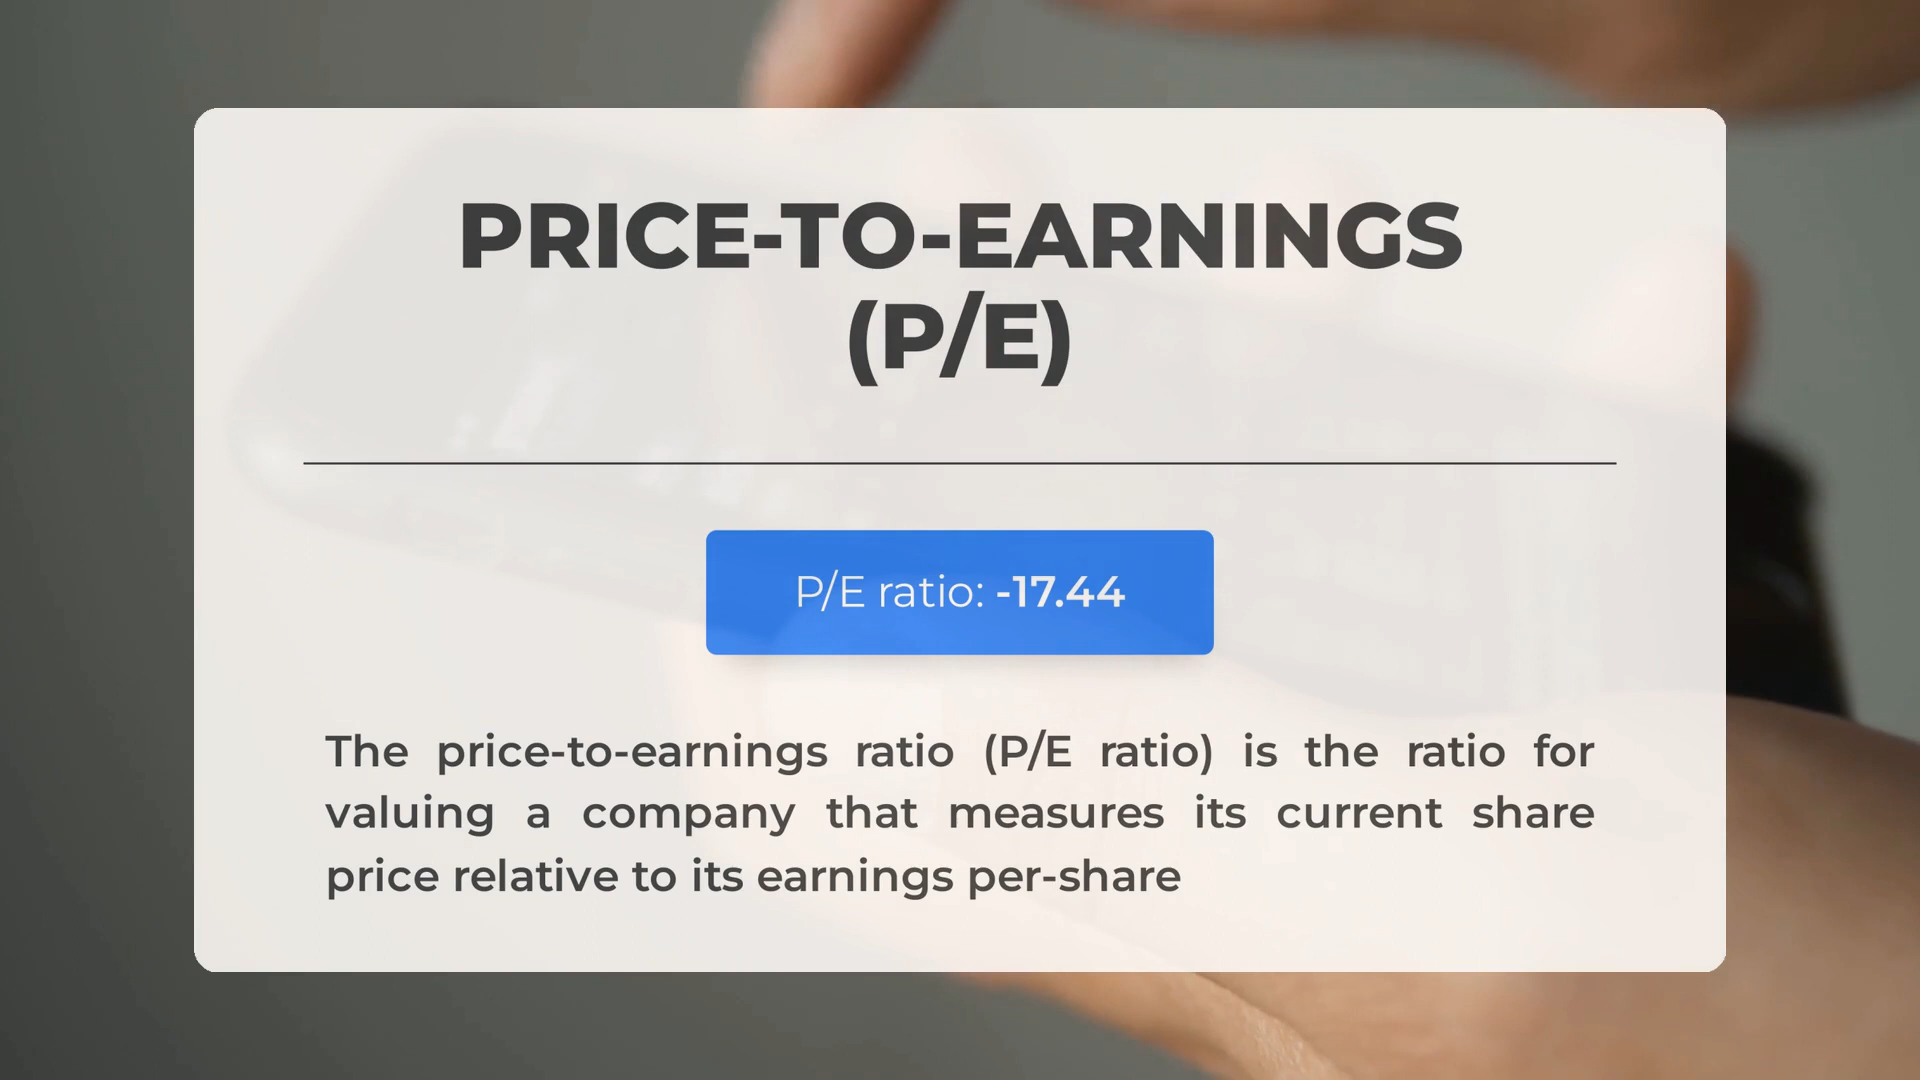 PRICE-TO-EARNINGS
(P/E)
P/E ratio: -17.44
The price-to-earnings ratio (P/E ratio) is the ratio for
valuing a company that measures its current share
price relative to its earnings per-share